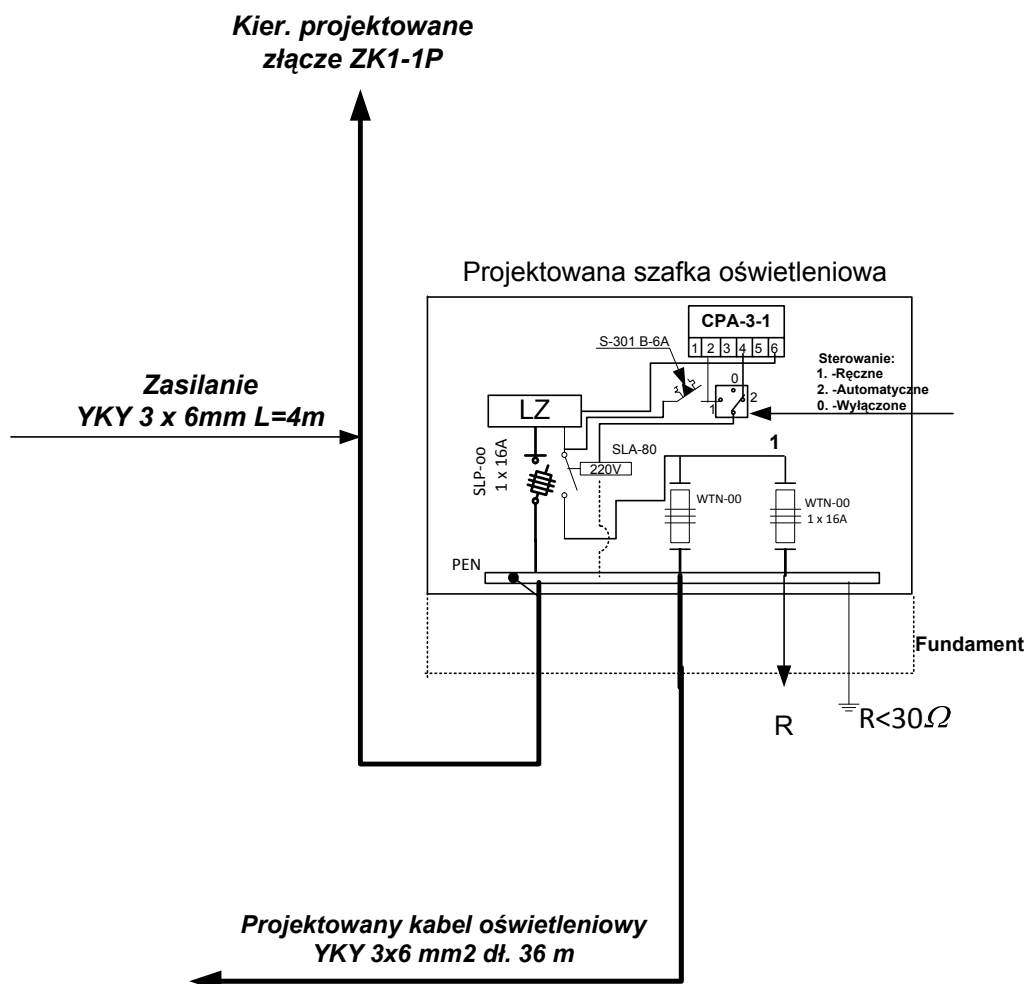 Kier. projektowane
złącze ZK1-1P
Projektowana szafka oświetleniowa
CPA-3-1
S-301 B-6A
1 2 3 4 5 6
Sterowanie:
1. -Ręczne
2. -Automatyczne
0. -Wyłączone
0
1
2
Zasilanie
YKY 3 x 6mm L=4m
LZ
SLP-oo
1 x 16A
SLA-80
220V
1
WTN-00
WTN-00
1 x 16A
PEN
Fundament
R
R<30Ω
Projektowany kabel oświetleniowy
YKY 3x6 mm2 dł. 36 m